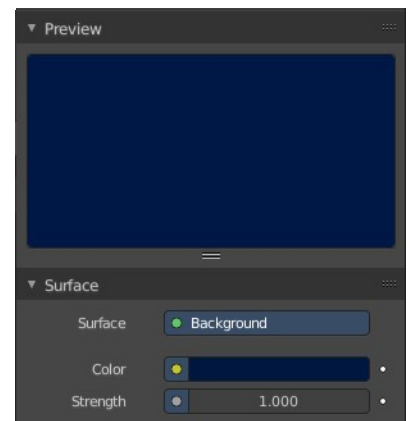 Preview
Surface
Surface Background
Color
Strength 1.000